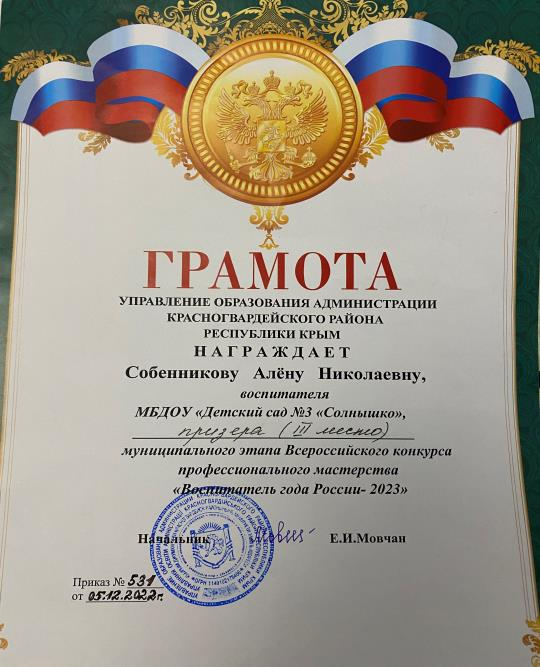 ГРАМОТА
УПРАВЛЕНИЕ ОБРАЗОВАНИЯ АДМИНИСТРАЦИИ
КРАСНОГВАРДЕЙСКОГО РАЙОНА
РЕСПУБЛИКИ КРЫМ
НАГРАЖДАЕТ
Собенникову Алёну Николаевну,
воспитателя
МБДОУ «Детский сад №3 «Солнышко»,
призера (III место)
муниципального этапа Всероссийского конкурса
профессионального мастерства
«Воспитатель года России- 2023»
Начальник Е.И.Мовчан
Приказ № 531
от 05.12.2022г.